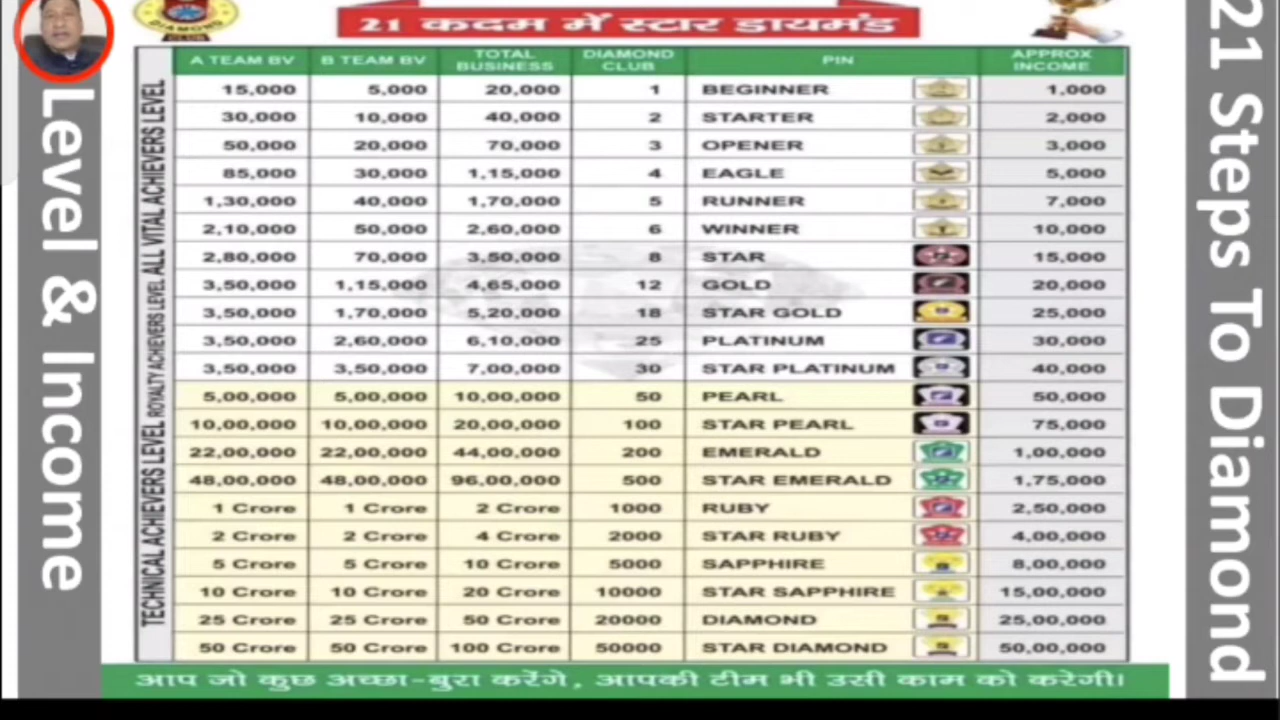 DIAMOND
CLUB
21 कदम में स्टार डायमंड
Level & Income
21 Steps To Diamond
A TEAM BV B TEAM BV TOTAL BUSINESS DIAMOND CLUB PIN APPROX INCOME
ALL VITAL ACHIEVERS LEVEL
ROYALTY ACHIEVERS LEVEL
TECHNICAL ACHIEVERS LEVEL
15,000 5,000 20,000 1 BEGINNER 1,000
30,000 10,000 40,000 2 STARTER 2,000
50,000 20,000 70,000 3 OPENER 3,000
85,000 30,000 1,15,000 4 EAGLE 5,000
1,30,000 40,000 1,70,000 5 RUNNER 7,000
2,10,000 50,000 2,60,000 6 WINNER 10,000
2,80,000 70,000 3,50,000 8 STAR 15,000
3,50,000 1,15,000 4,65,000 12 GOLD 20,000
3,50,000 1,70,000 5,20,000 18 STAR GOLD 25,000
3,50,000 2,60,000 6,10,000 25 PLATINUM 30,000
3,50,000 3,50,000 7,00,000 30 STAR PLATINUM 40,000
5,00,000 5,00,000 10,00,000 50 PEARL 50,000
10,00,000 10,00,000 20,00,000 100 STAR PEARL 75,000
22,00,000 22,00,000 44,00,000 200 EMERALD 1,00,000
48,00,000 48,00,000 96,00,000 500 STAR EMERALD 1,75,000
1 Crore 1 Crore 2 Crore 1000 RUBY 2,50,000
2 Crore 2 Crore 4 Crore 2000 STAR RUBY 4,00,000
5 Crore 5 Crore 10 Crore 5000 SAPPHIRE 8,00,000
10 Crore 10 Crore 20 Crore 10000 STAR SAPPHIRE 15,00,000
25 Crore 25 Crore 50 Crore 20000 DIAMOND 25,00,000
50 Crore 50 Crore 100 Crore 50000 STAR DIAMOND 50,00,000
आप जो कुछ अच्छा-बुरा करेंगे, आपकी टीम भी उसी काम को करेगी।